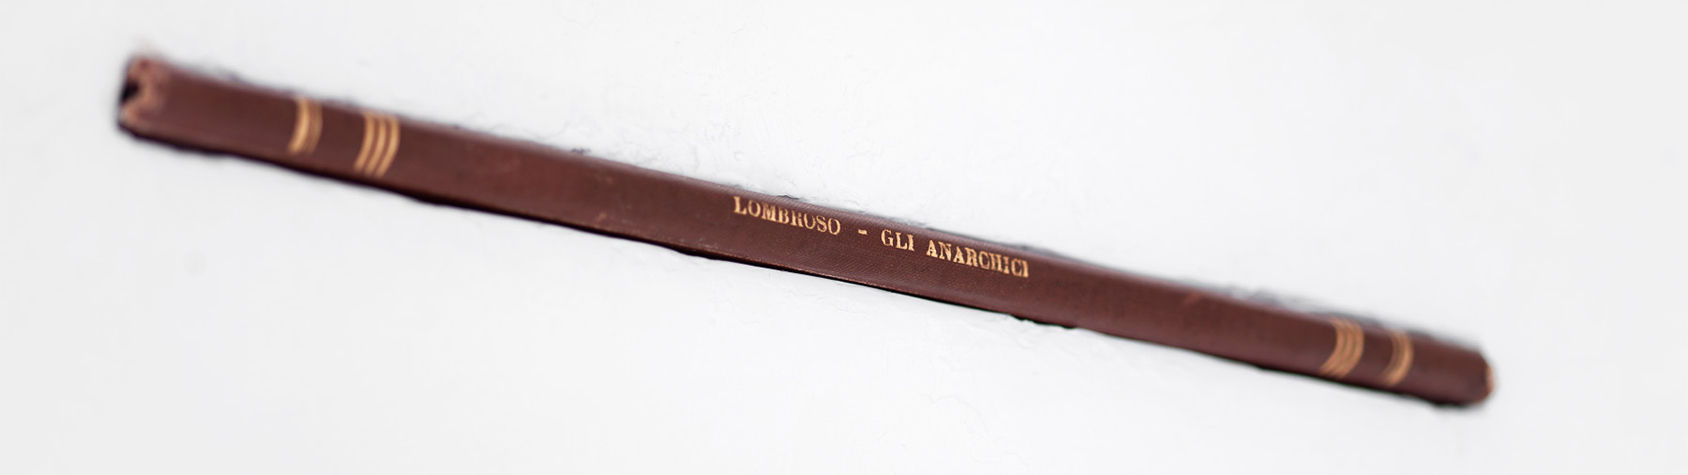 LOMBROSO - GLI ANARCHICI